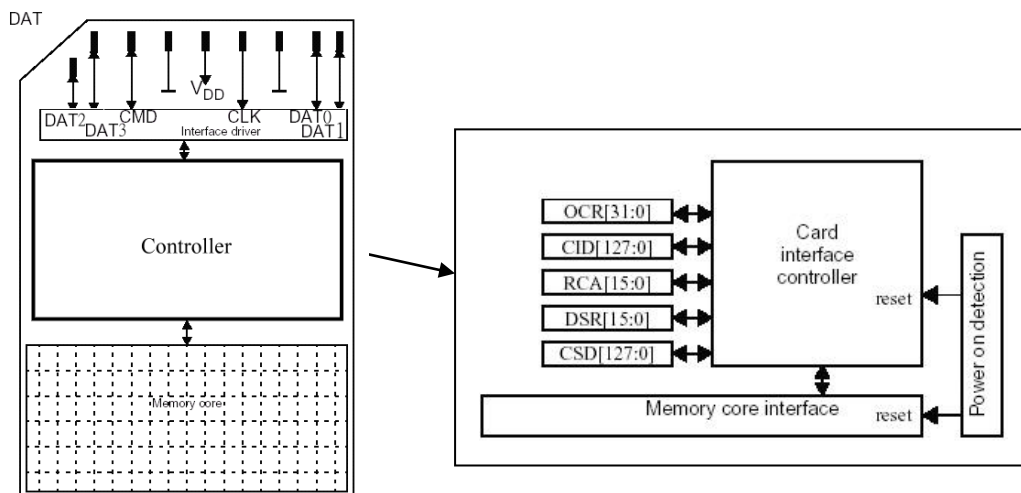 DAT
V_DD
DAT2
DAT3
CMD
CLK
DAT0
DAT1
Interface driver
Controller
Memory core
OCR[31:0]
CID[127:0]
RCA[15:0]
DSR[15:0]
CSD[127:0]
Card
interface
controller
reset
Memory core interface
reset
Power on detection